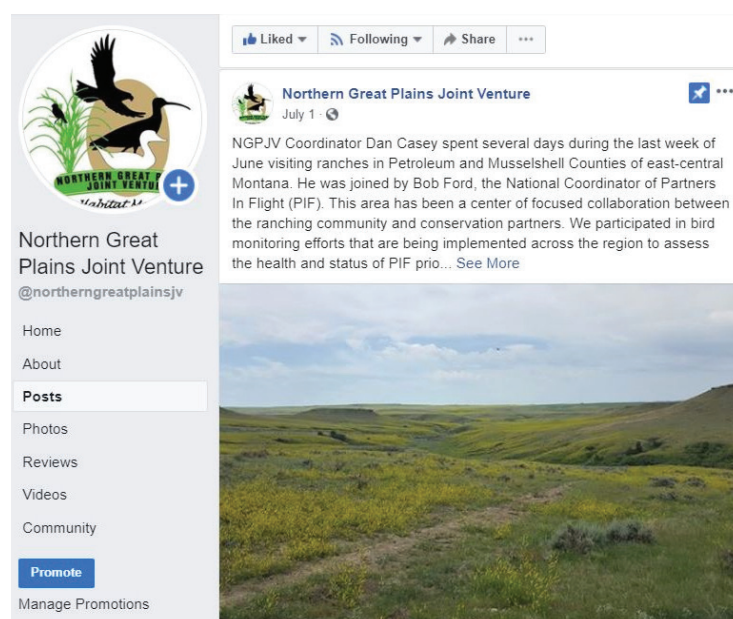 NORTHERN GREAT
JOINT VENTU
Habitat
Northern Great
Plains Joint Venture
@northerngreatplainsjv
Home
About
Posts
Photos
Reviews
Videos
Community
Promote
Manage Promotions
Liked
Following
Share
Northern Great Plains Joint Venture
July 1 ·
NGPJV Coordinator Dan Casey spent several days during the last week of
June visiting ranches in Petroleum and Musselshell Counties of east-central
Montana. He was joined by Bob Ford, the National Coordinator of Partners
In Flight (PIF). This area has been a center of focused collaboration between
the ranching community and conservation partners. We participated in bird
monitoring efforts that are being implemented across the region to assess
the health and status of PIF prio... See More